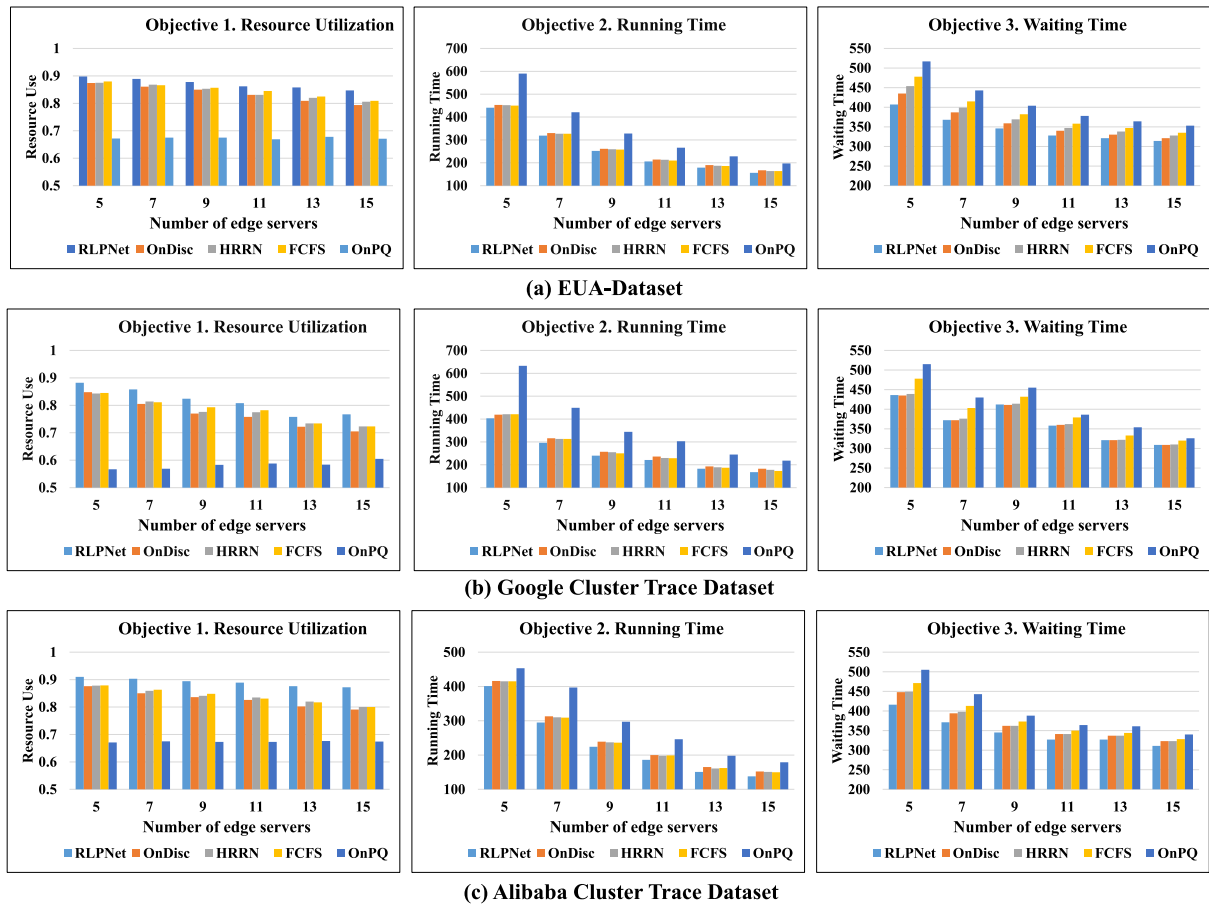 Objective 1. Resource Utilization
Resource Use
1
0.9
0.8
0.7
0.6
0.5
5 7 9 11 13 15
Number of edge servers
RLPNet OnDisc HRRN FCFS OnPQ
Objective 2. Running Time
Running Time
700
600
500
400
300
200
100
5 7 9 11 13 15
Number of edge servers
RLPNet OnDisc HRRN FCFS OnPQ
Objective 3. Waiting Time
Waiting Time
550
500
450
400
350
300
250
200
5 7 9 11 13 15
Number of edge servers
RLPNet OnDisc HRRN FCFS OnPQ
(a) EUA-Dataset
Objective 1. Resource Utilization
Resource Use
1
0.9
0.8
0.7
0.6
0.5
5 7 9 11 13 15
Number of edge servers
RLPNet OnDisc HRRN FCFS OnPQ
Objective 2. Running Time
Running Time
700
600
500
400
300
200
100
5 7 9 11 13 15
Number of edge servers
RLPNet OnDisc HRRN FCFS OnPQ
Objective 3. Waiting Time
Waiting Time
550
500
450
400
350
300
250
200
5 7 9 11 13 15
Number of edge servers
RLPNet OnDisc HRRN FCFS OnPQ
(b) Google Cluster Trace Dataset
Objective 1. Resource Utilization
Resource Use
1
0.9
0.8
0.7
0.6
0.5
5 7 9 11 13 15
Number of edge servers
RLPNet OnDisc HRRN FCFS OnPQ
Objective 2. Running Time
Running Time
500
400
300
200
100
5 7 9 11 13 15
Number of edge servers
RLPNet OnDisc HRRN FCFS OnPQ
Objective 3. Waiting Time
Waiting Time
550
500
450
400
350
300
250
200
5 7 9 11 13 15
Number of edge servers
RLPNet OnDisc HRRN FCFS OnPQ
(c) Alibaba Cluster Trace Dataset